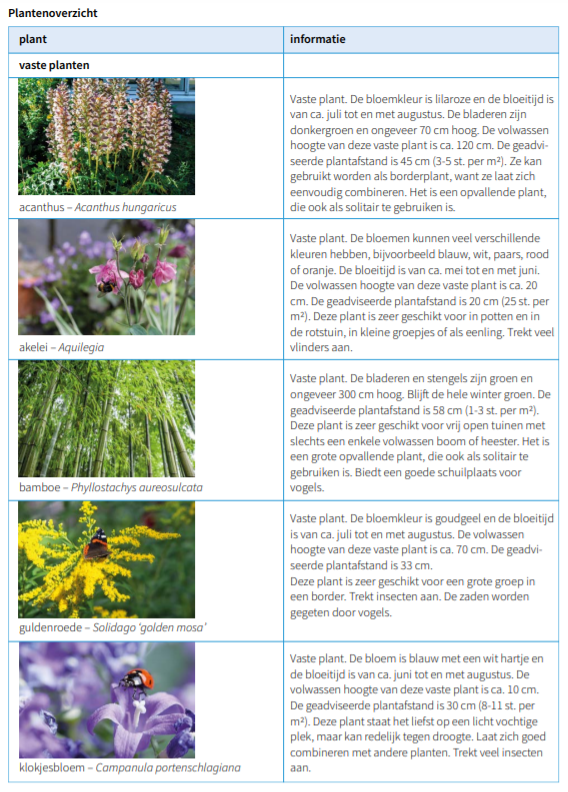 Plantenoverzicht
plant
informatie
vaste planten
Vaste plant. De bloemkleur is lilaroze en de bloeitijd is
van ca. juli tot en met augustus. De bladeren zijn
donkergroen en ongeveer 70 cm hoog. De volwassen
hoogte van deze vaste plant is ca. 120 cm. De geadvi-
seerde plantafstand is 45 cm (3-5 st. per m²). Ze kan
gebruikt worden als borderplant, want ze laat zich
eenvoudig combineren. Het is een opvallende plant,
die ook als solitair te gebruiken is.
acanthus – Acanthus hungaricus
Vaste plant. De bloemen kunnen veel verschillende
kleuren hebben, bijvoorbeeld blauw, wit, paars, rood
of oranje. De bloeitijd is van ca. mei tot en met juni.
De volwassen hoogte van deze vaste plant is ca. 20
cm. De geadviseerde plantafstand is 20 cm (25 st. per
m²). Deze plant is zeer geschikt voor in potten en in
de rotstuin, in kleine groepjes of als eenling. Trekt veel
vlinders aan.
akelei – Aquilegia
Vaste plant. De bladeren en stengels zijn groen en
ongeveer 300 cm hoog. Blijft de hele winter groen. De
geadviseerde plantafstand is 58 cm (1-3 st. per m²).
Deze plant is zeer geschikt voor vrij open tuinen met
slechts een enkele volwassen boom of heester. Het is
een grote opvallende plant, die ook als solitair te
gebruiken is. Biedt een goede schuilplaats voor
vogels.
bamboe – Phyllostachys aureosulcata
Vaste plant. De bloemkleur is goudgeel en de bloeitijd
is van ca. juli tot en met augustus. De volwassen
hoogte van deze vaste plant is ca. 70 cm. De geadvi-
seerde plantafstand is 33 cm.
Deze plant is zeer geschikt voor een grote groep in
een border. Trekt insecten aan. De zaden worden
gegeten door vogels.
guldenroede – Solidago ‘golden mosa’
Vaste plant. De bloem is blauw met een wit hartje en
de bloeitijd is van ca. juni tot en met augustus. De
volwassen hoogte van deze vaste plant is ca. 10 cm.
De geadviseerde plantafstand is 30 cm (8-11 st. per
m²). Deze plant staat het liefst op een licht vochtige
plek, maar kan redelijk tegen droogte. Laat zich goed
combineren met andere planten. Trekt veel insecten
aan.
klokjesbloem – Campanula portenschlagiana